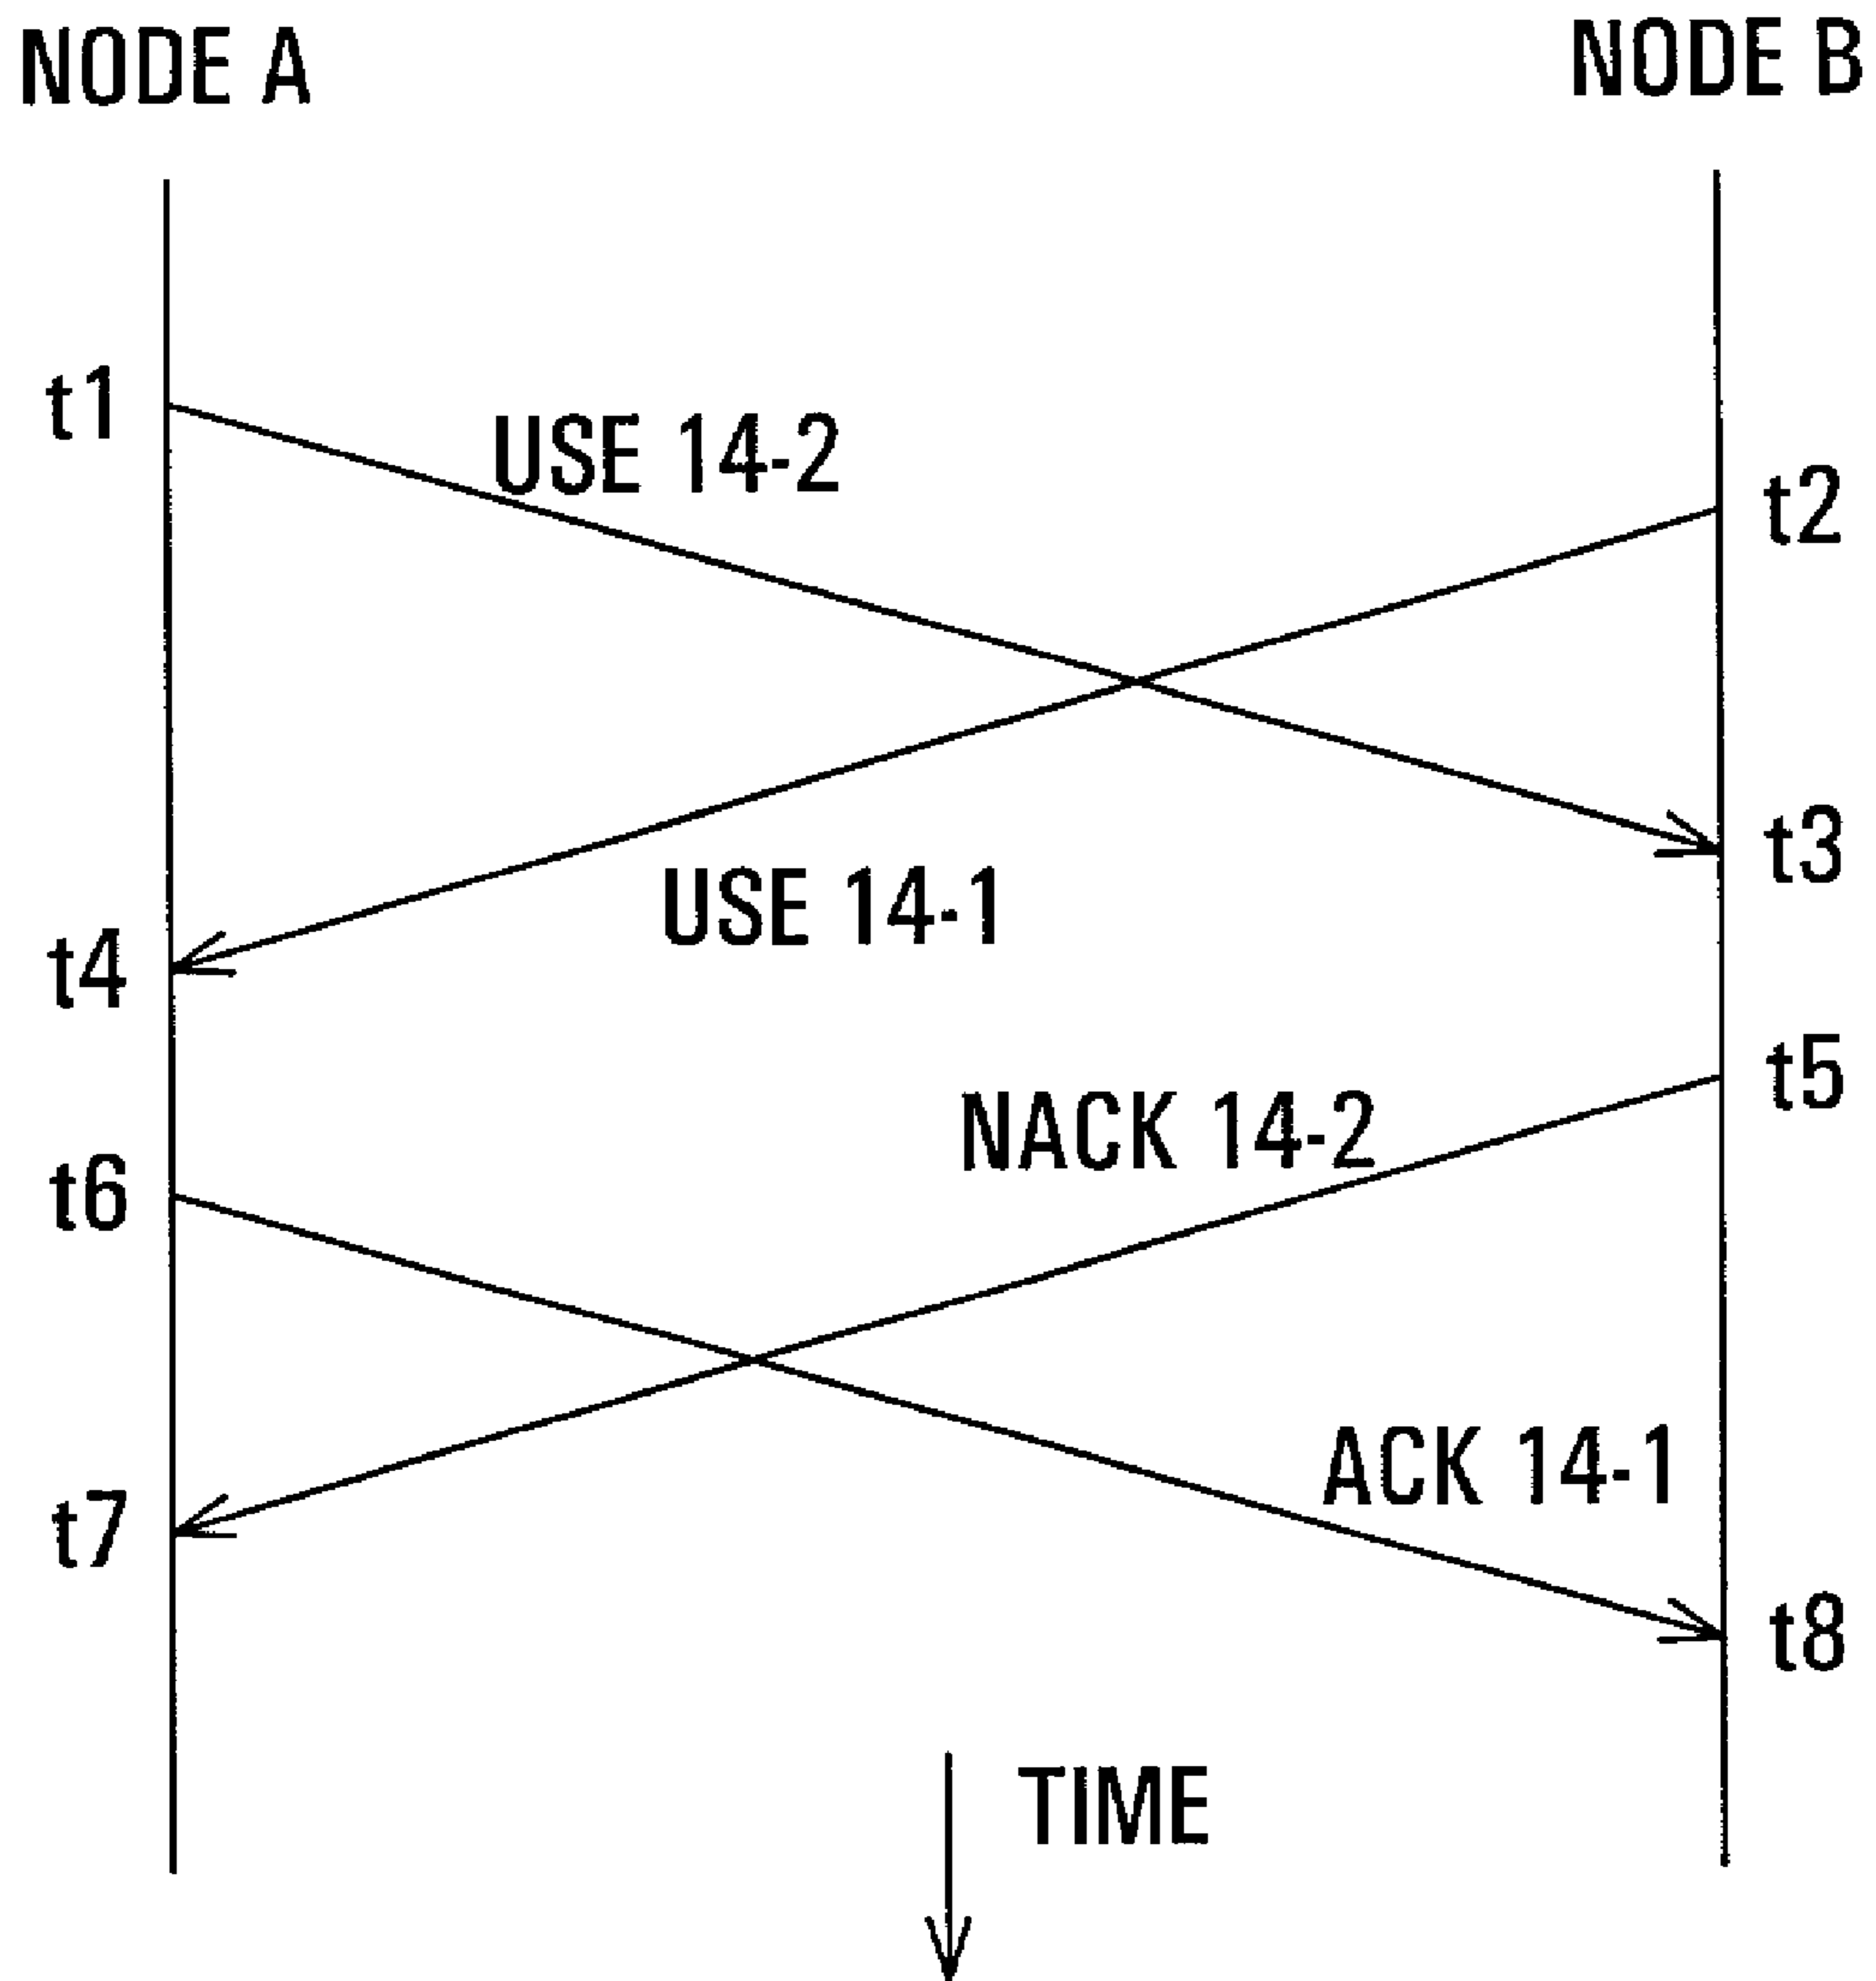 NODE A
NODE B
t1
USE 14-2
t2
t3
USE 14-1
t4
t5
NACK 14-2
t6
ACK 14-1
t7
t8
TIME